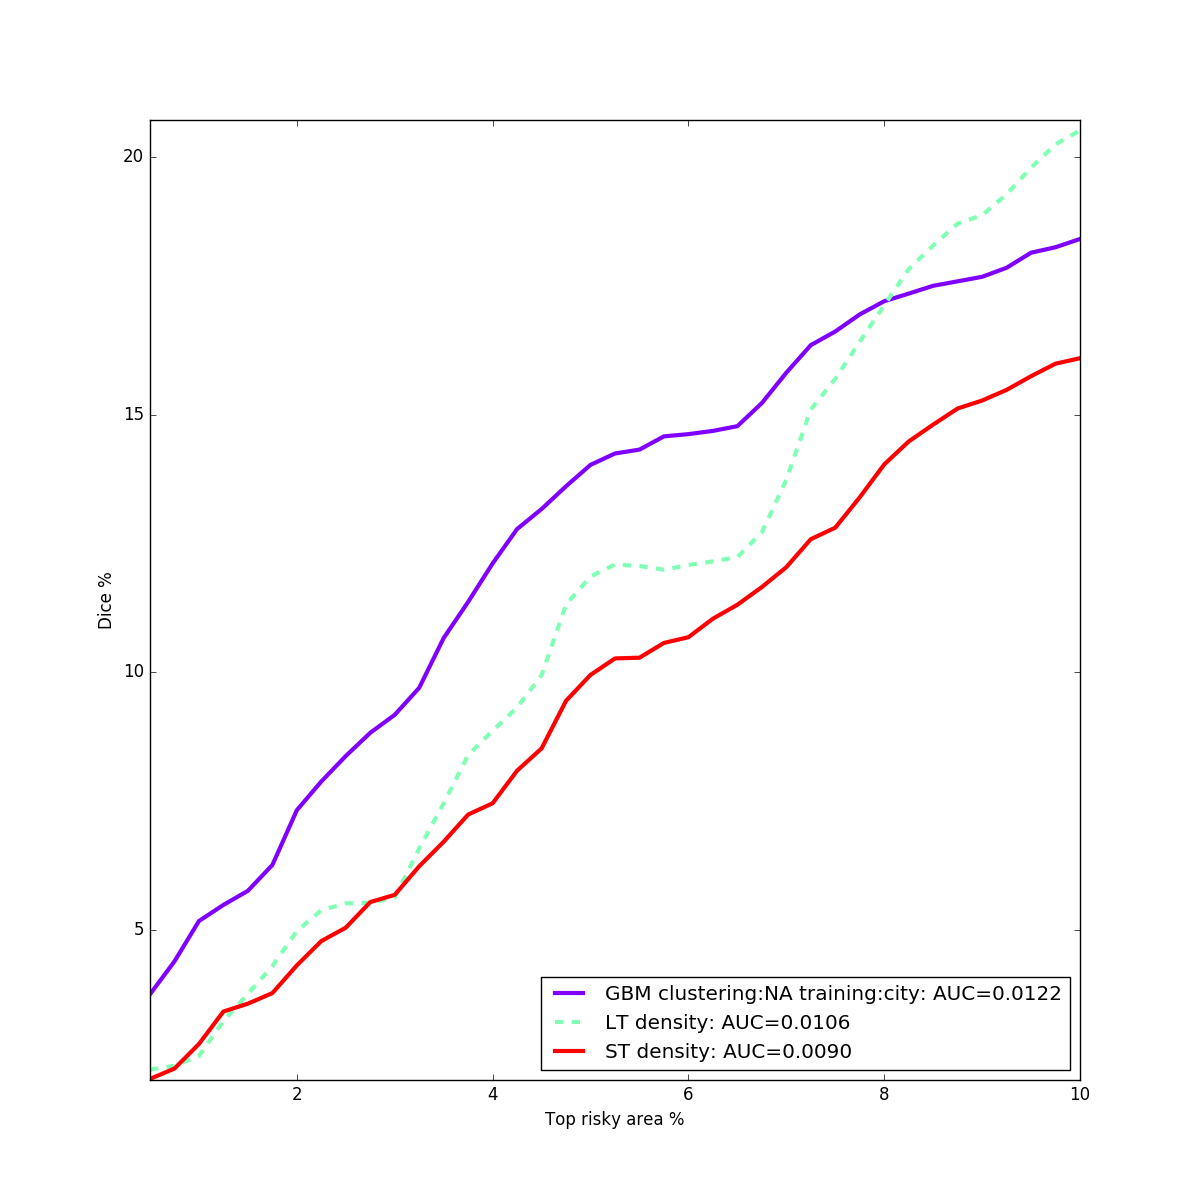 20
15
10
5
Dice %
2 4 6 8 10
Top risky area %
GBM clustering:NA training:city: AUC=0.0122
LT density: AUC=0.0106
ST density: AUC=0.0090